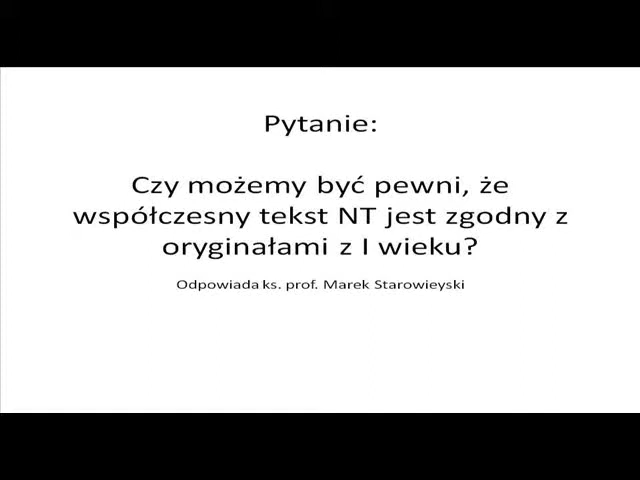 Pytanie:
Czy możemy być pewni, że
współczesny tekst NT jest zgodny z
oryginałami z I wieku?
Odpowiada ks. prof. Marek Starowieyski